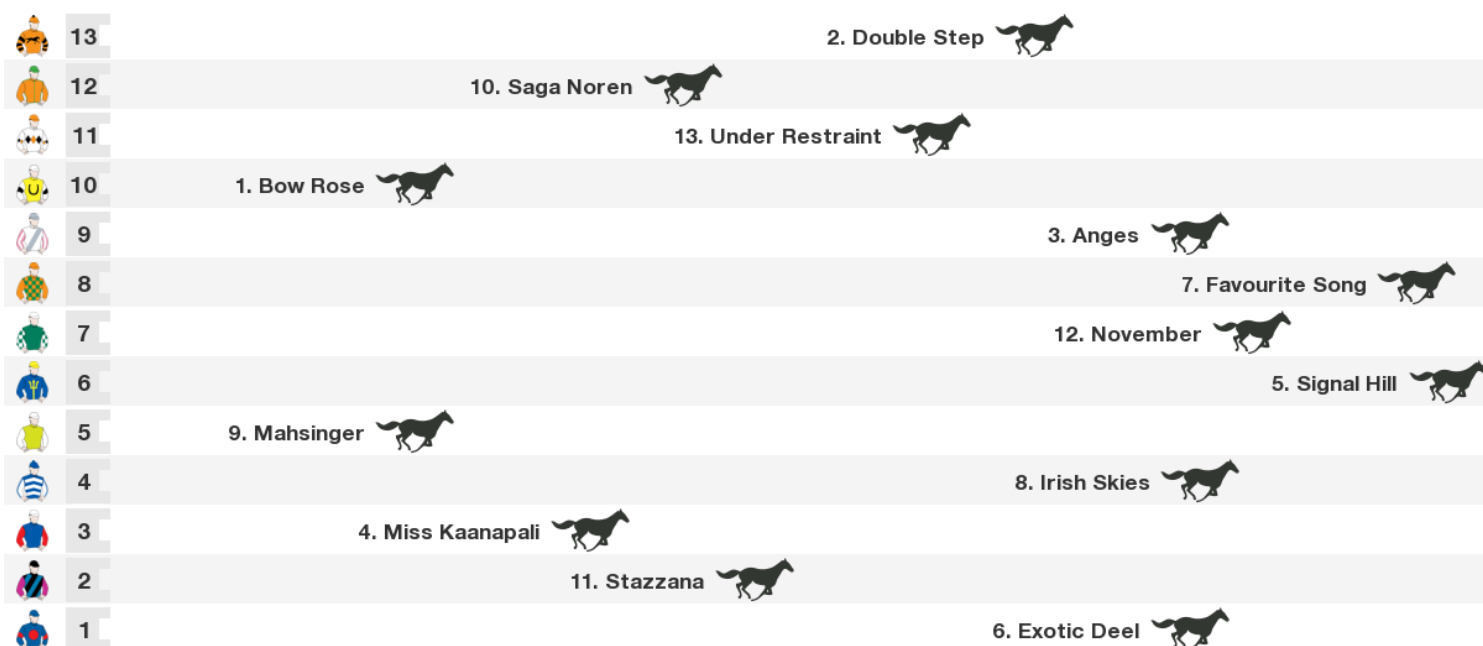 13 2. Double Step
12 10. Saga Noren
11 13. Under Restraint
10 1. Bow Rose
9 3. Anges
8 7. Favourite Song
7 12. November
6 5. Signal Hill
5 9. Mahsinger
4 8. Irish Skies
3 4. Miss Kaanapali
2 11. Stazzana
1 6. Exotic Deel